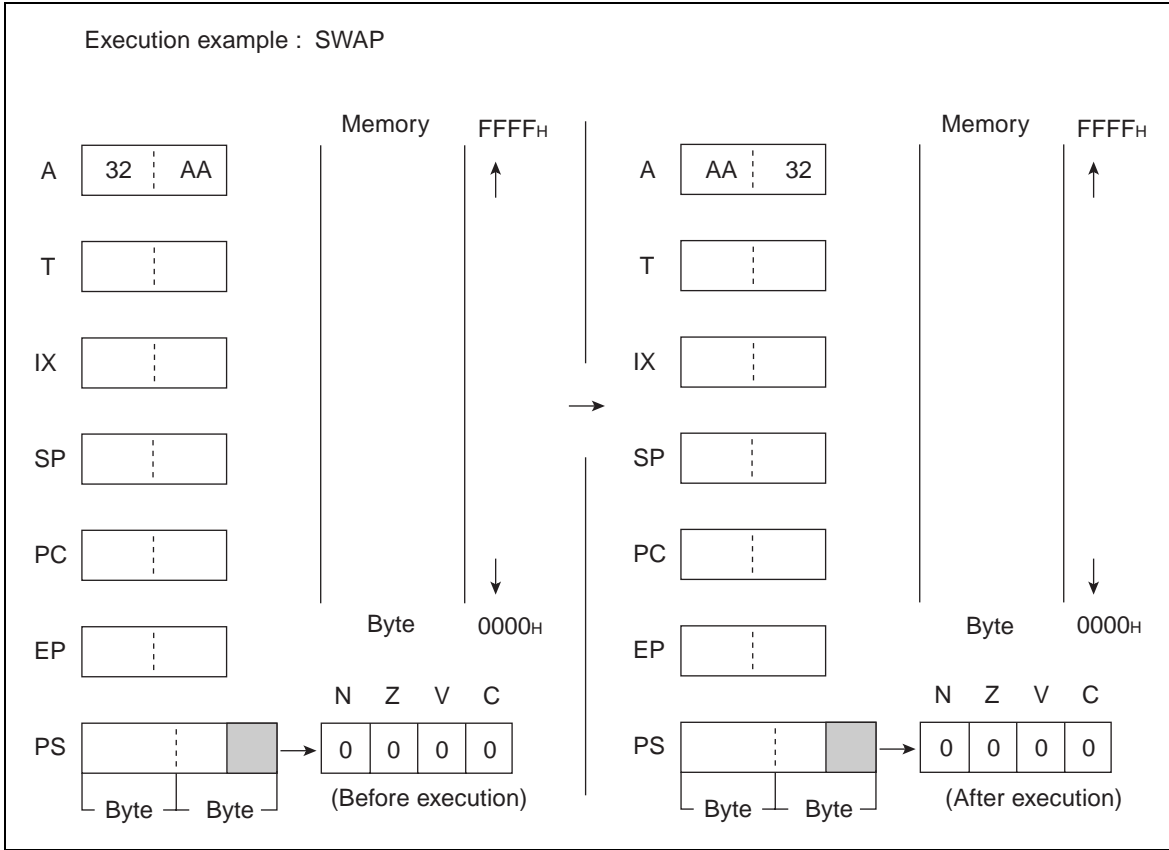 Execution example : SWAP
Memory FFFFH
A 32 AA
T
IX
SP
PC
Byte 0000H
EP
N Z V C
PS 0 0 0 0
Byte Byte (Before execution)
Memory FFFFH
A AA 32
T
IX
SP
PC
Byte 0000H
EP
N Z V C
PS 0 0 0 0
Byte Byte (After execution)